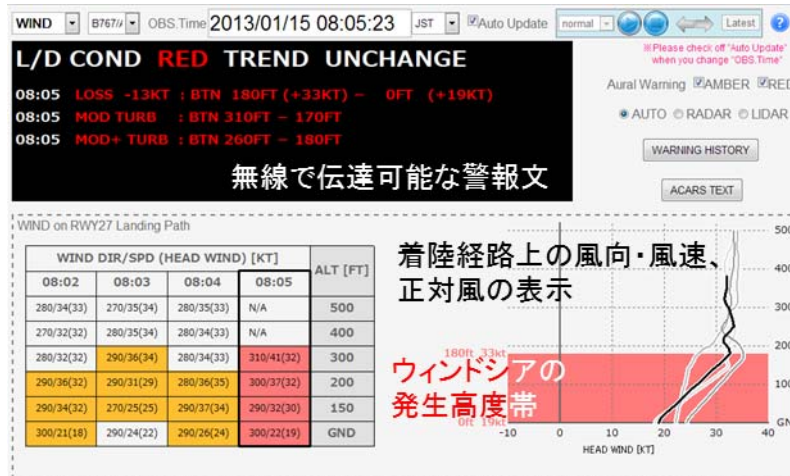 WIND B767// OBS.Time 2013/01/15 08:05:23 JST Auto Update normal Latest ?
※Please check off "Auto Update"
when you change "OBS.Time"
L/D COND RED TREND UNCHANGE
08:05 LOSS -13KT : BTN 180FT (+33KT) – 0FT (+19KT)
08:05 MOD TURB : BTN 310FT – 170FT
08:05 MOD+ TURB : BTN 260FT – 180FT
無線で伝達可能な警報文
Aural Warning AMBER RED
AUTO RADAR LIDAR
WARNING HISTORY
ACARS TEXT
WIND on RWY27 Landing Path
WIND DIR/SPD (HEAD WIND) [KT] ALT [FT]
08:02 08:03 08:04 08:05
280/34(33) 270/35(34) 280/35(33) N/A 500
270/32(32) 280/35(34) 280/34(33) N/A 400
280/32(32) 290/36(34) 280/34(33) 310/41(32) 300
290/36(32) 290/31(29) 280/36(35) 300/37(32) 200
290/34(32) 270/25(25) 290/37(34) 290/32(30) 150
300/21(18) 290/24(22) 290/26(24) 300/22(19) GND
着陸経路上の風向・風速、
正対風の表示
180ft 33kt
ウィンドシアの
発生高度帯
0ft 19kt
500
400
300
200
100
GN
-10 0 10 20 30 40
HEAD WIND [KT]